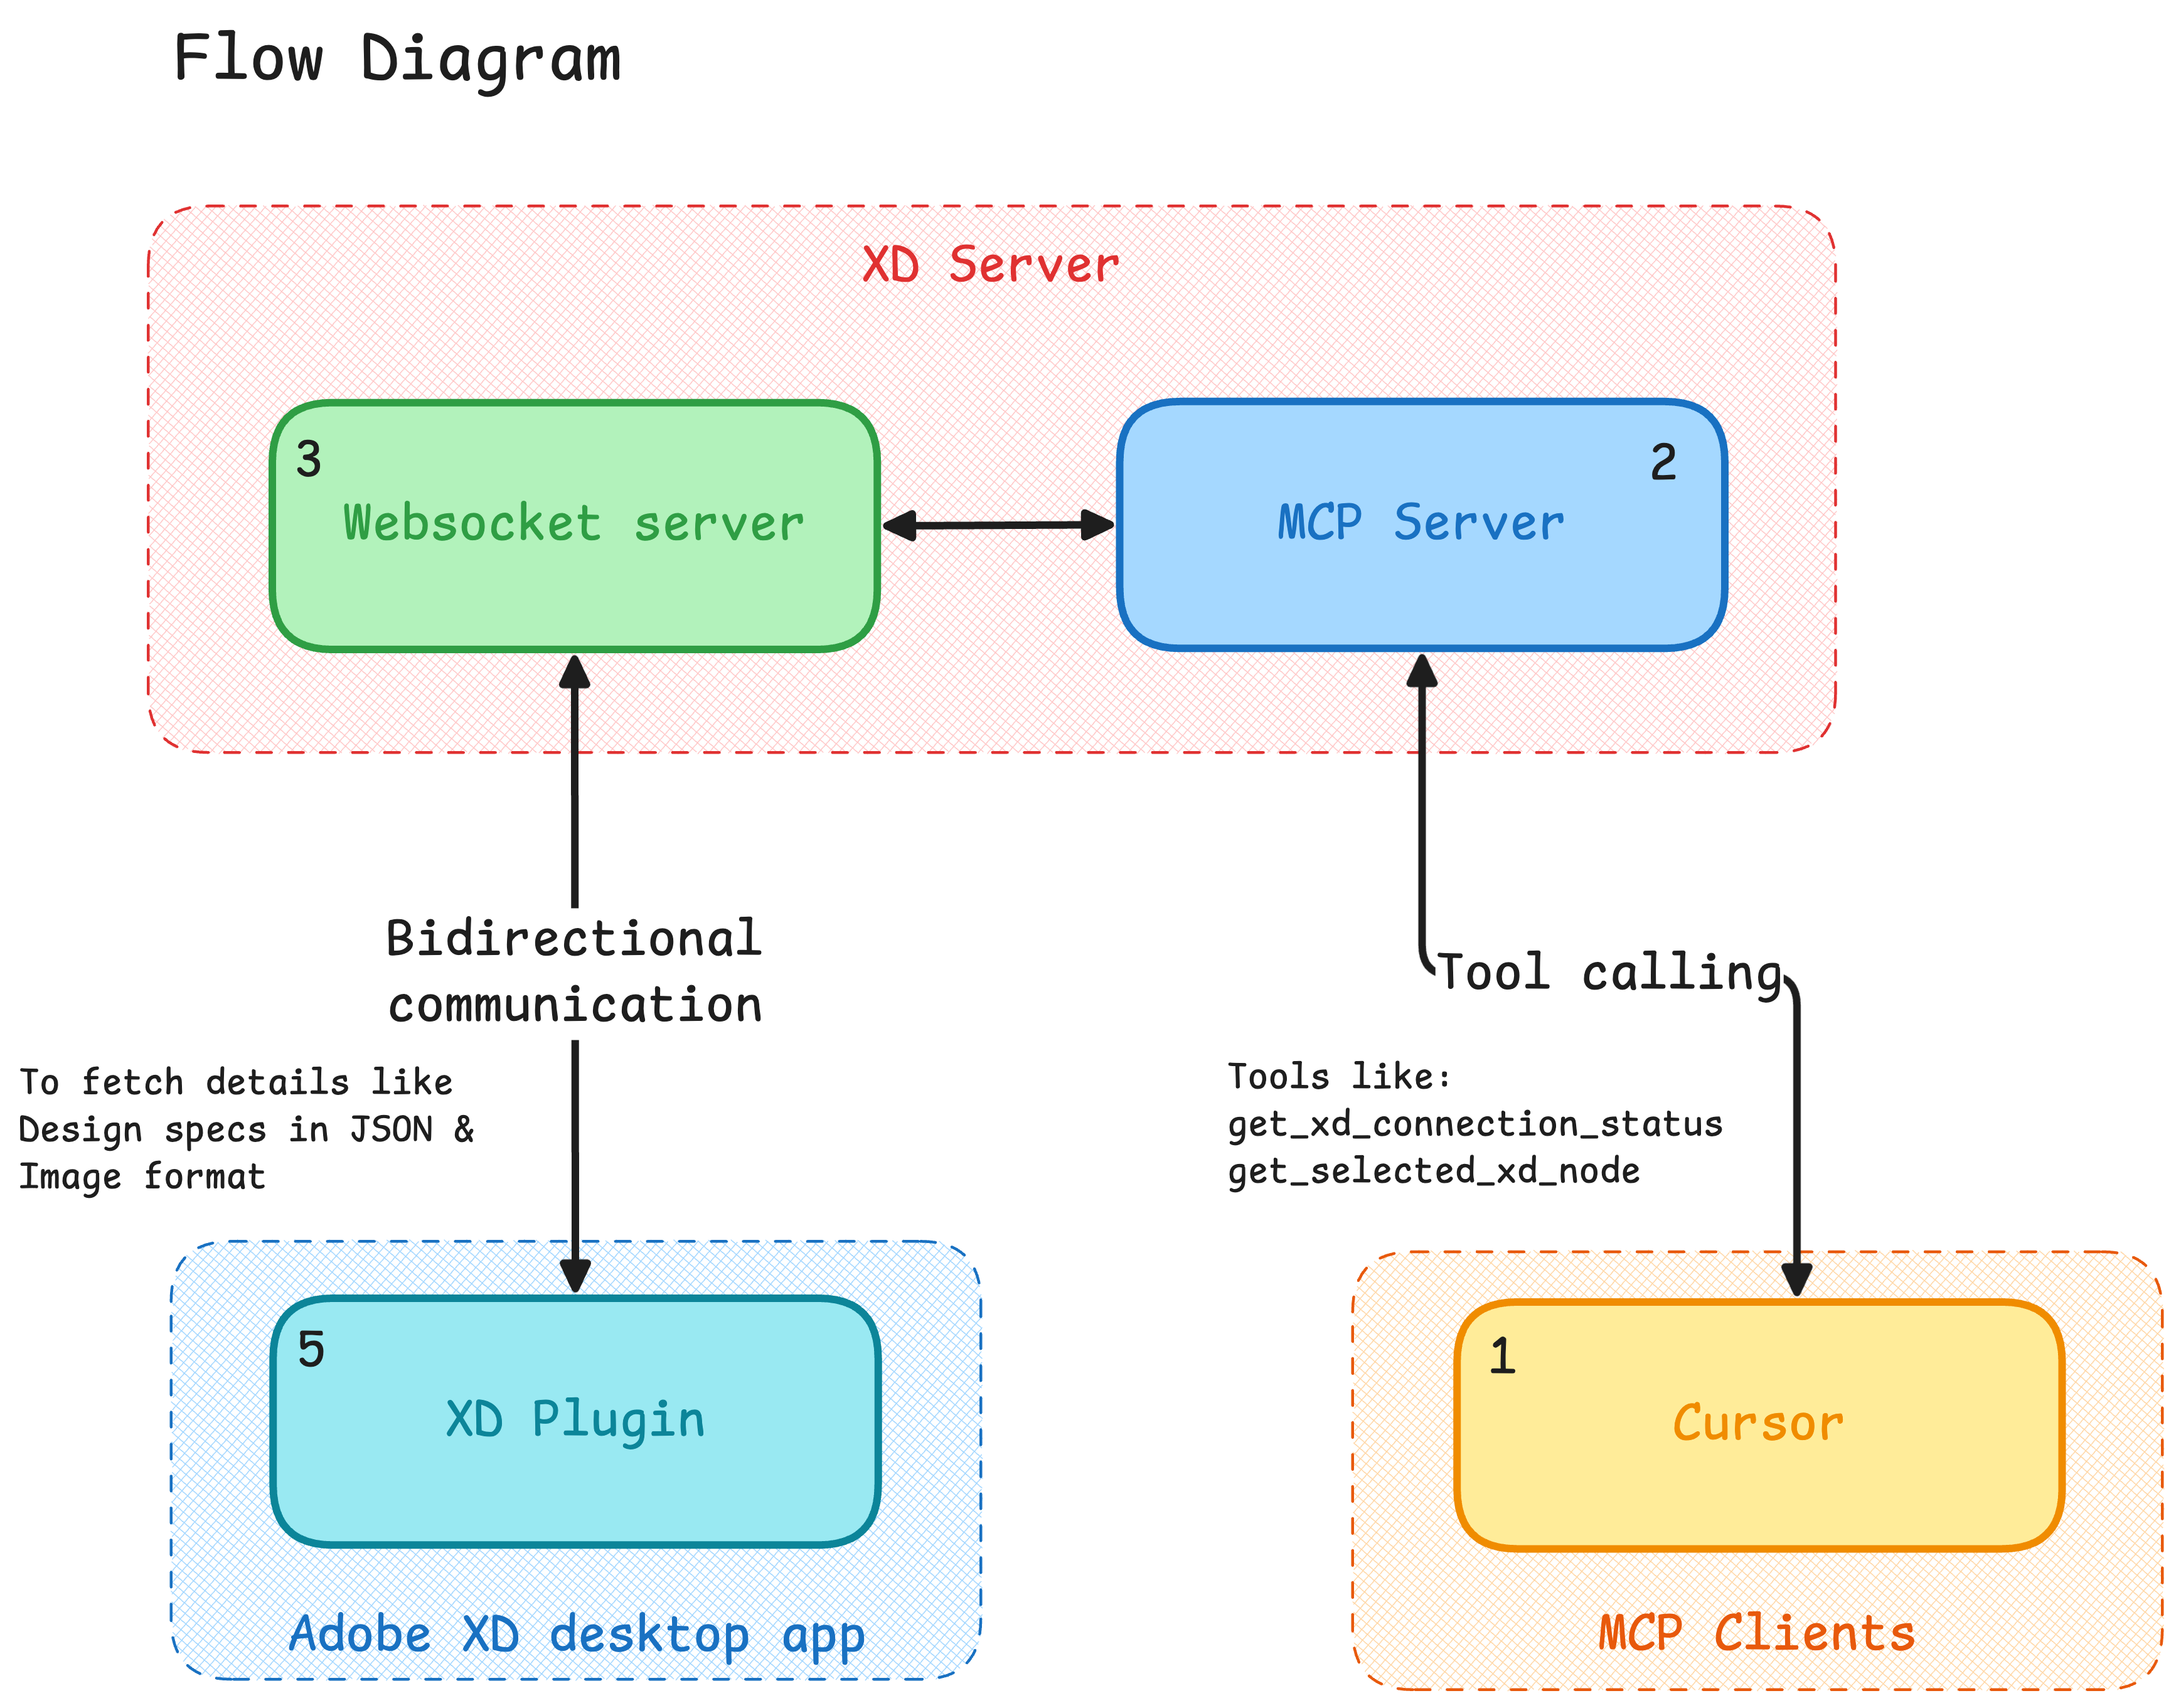 Flow Diagram
XD Server
3
Websocket server
2
MCP Server
Bidirectional
communication
Tool calling
To fetch details like
Design specs in JSON &
Image format
Tools like:
get_xd_connection_status
get_selected_xd_node
5
XD Plugin
Adobe XD desktop app
1
Cursor
MCP Clients